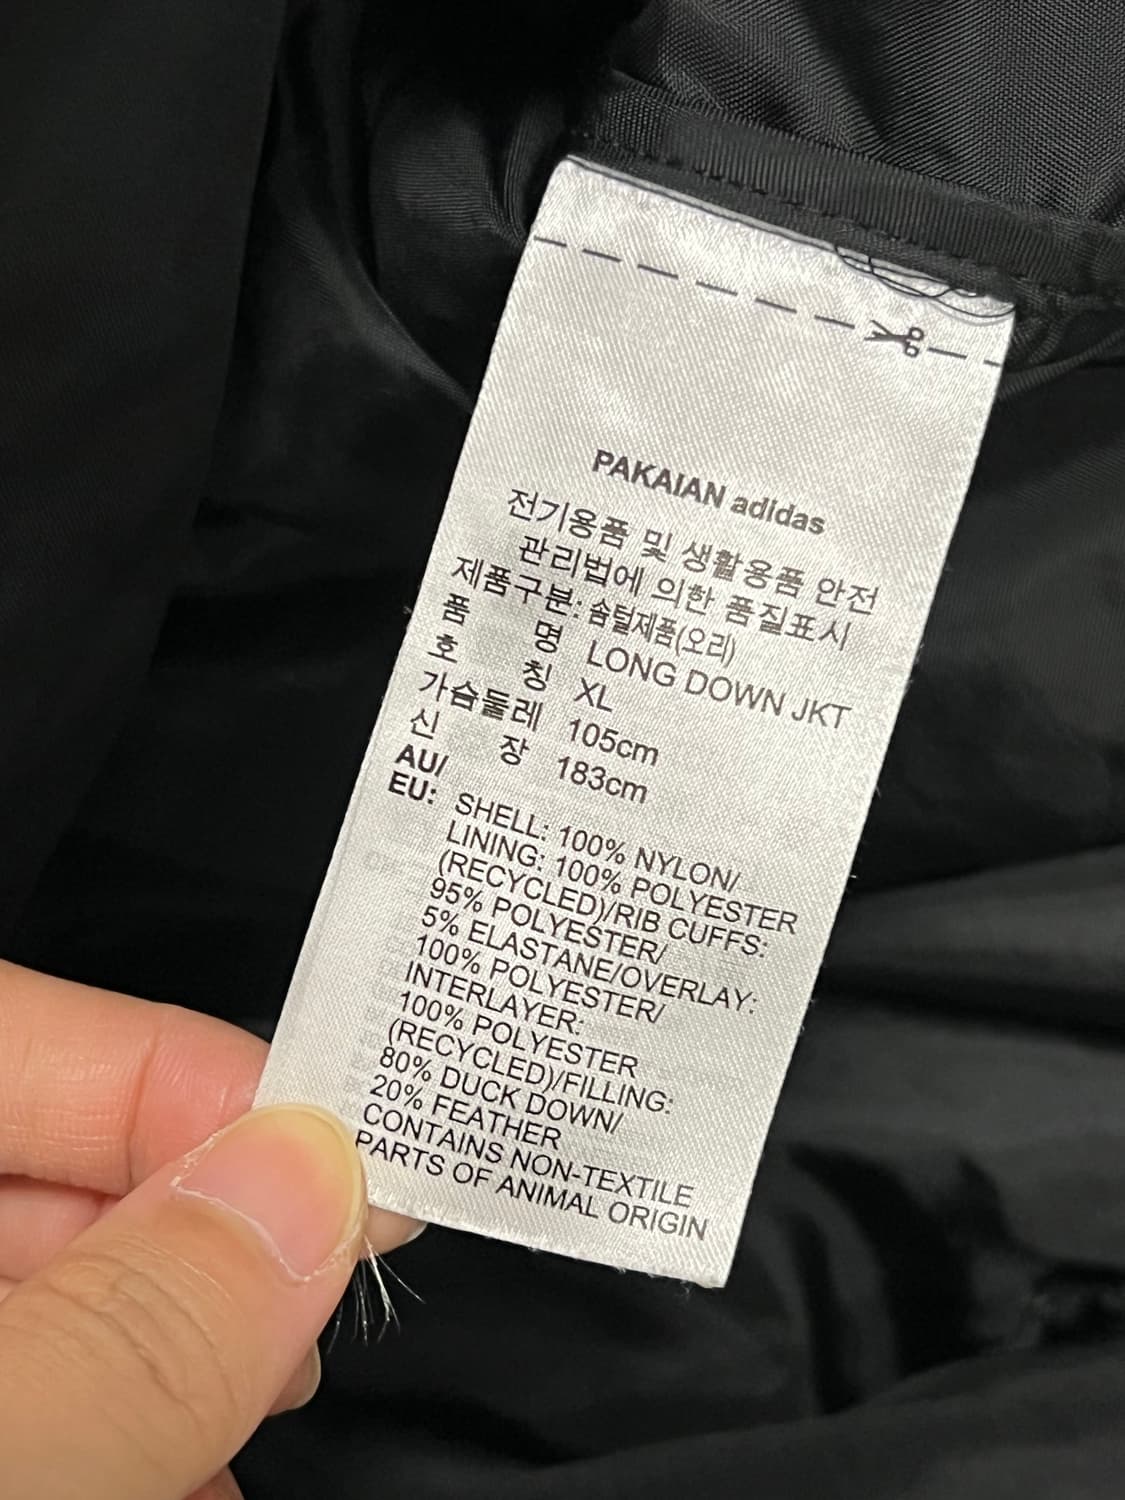 PAKAIAN adidas
전기용품 및 생활용품 안전
관리법에 의한 품질표시
제품구분: 솜털제품(오리)
품 명 LONG DOWN JKT
호 칭 XL
가슴둘레 105cm
신 장 183cm
AU/
EU: SHELL: 100% NYLON/
LINING: 100% POLYESTER
(RECYCLED)/RIB CUFFS:
95% POLYESTER/
5% ELASTANE/OVERLAY:
100% POLYESTER/
INTERLAYER:
100% POLYESTER
(RECYCLED)/FILLING:
80% DUCK DOWN/
20% FEATHER
CONTAINS NON-TEXTILE
PARTS OF ANIMAL ORIGIN